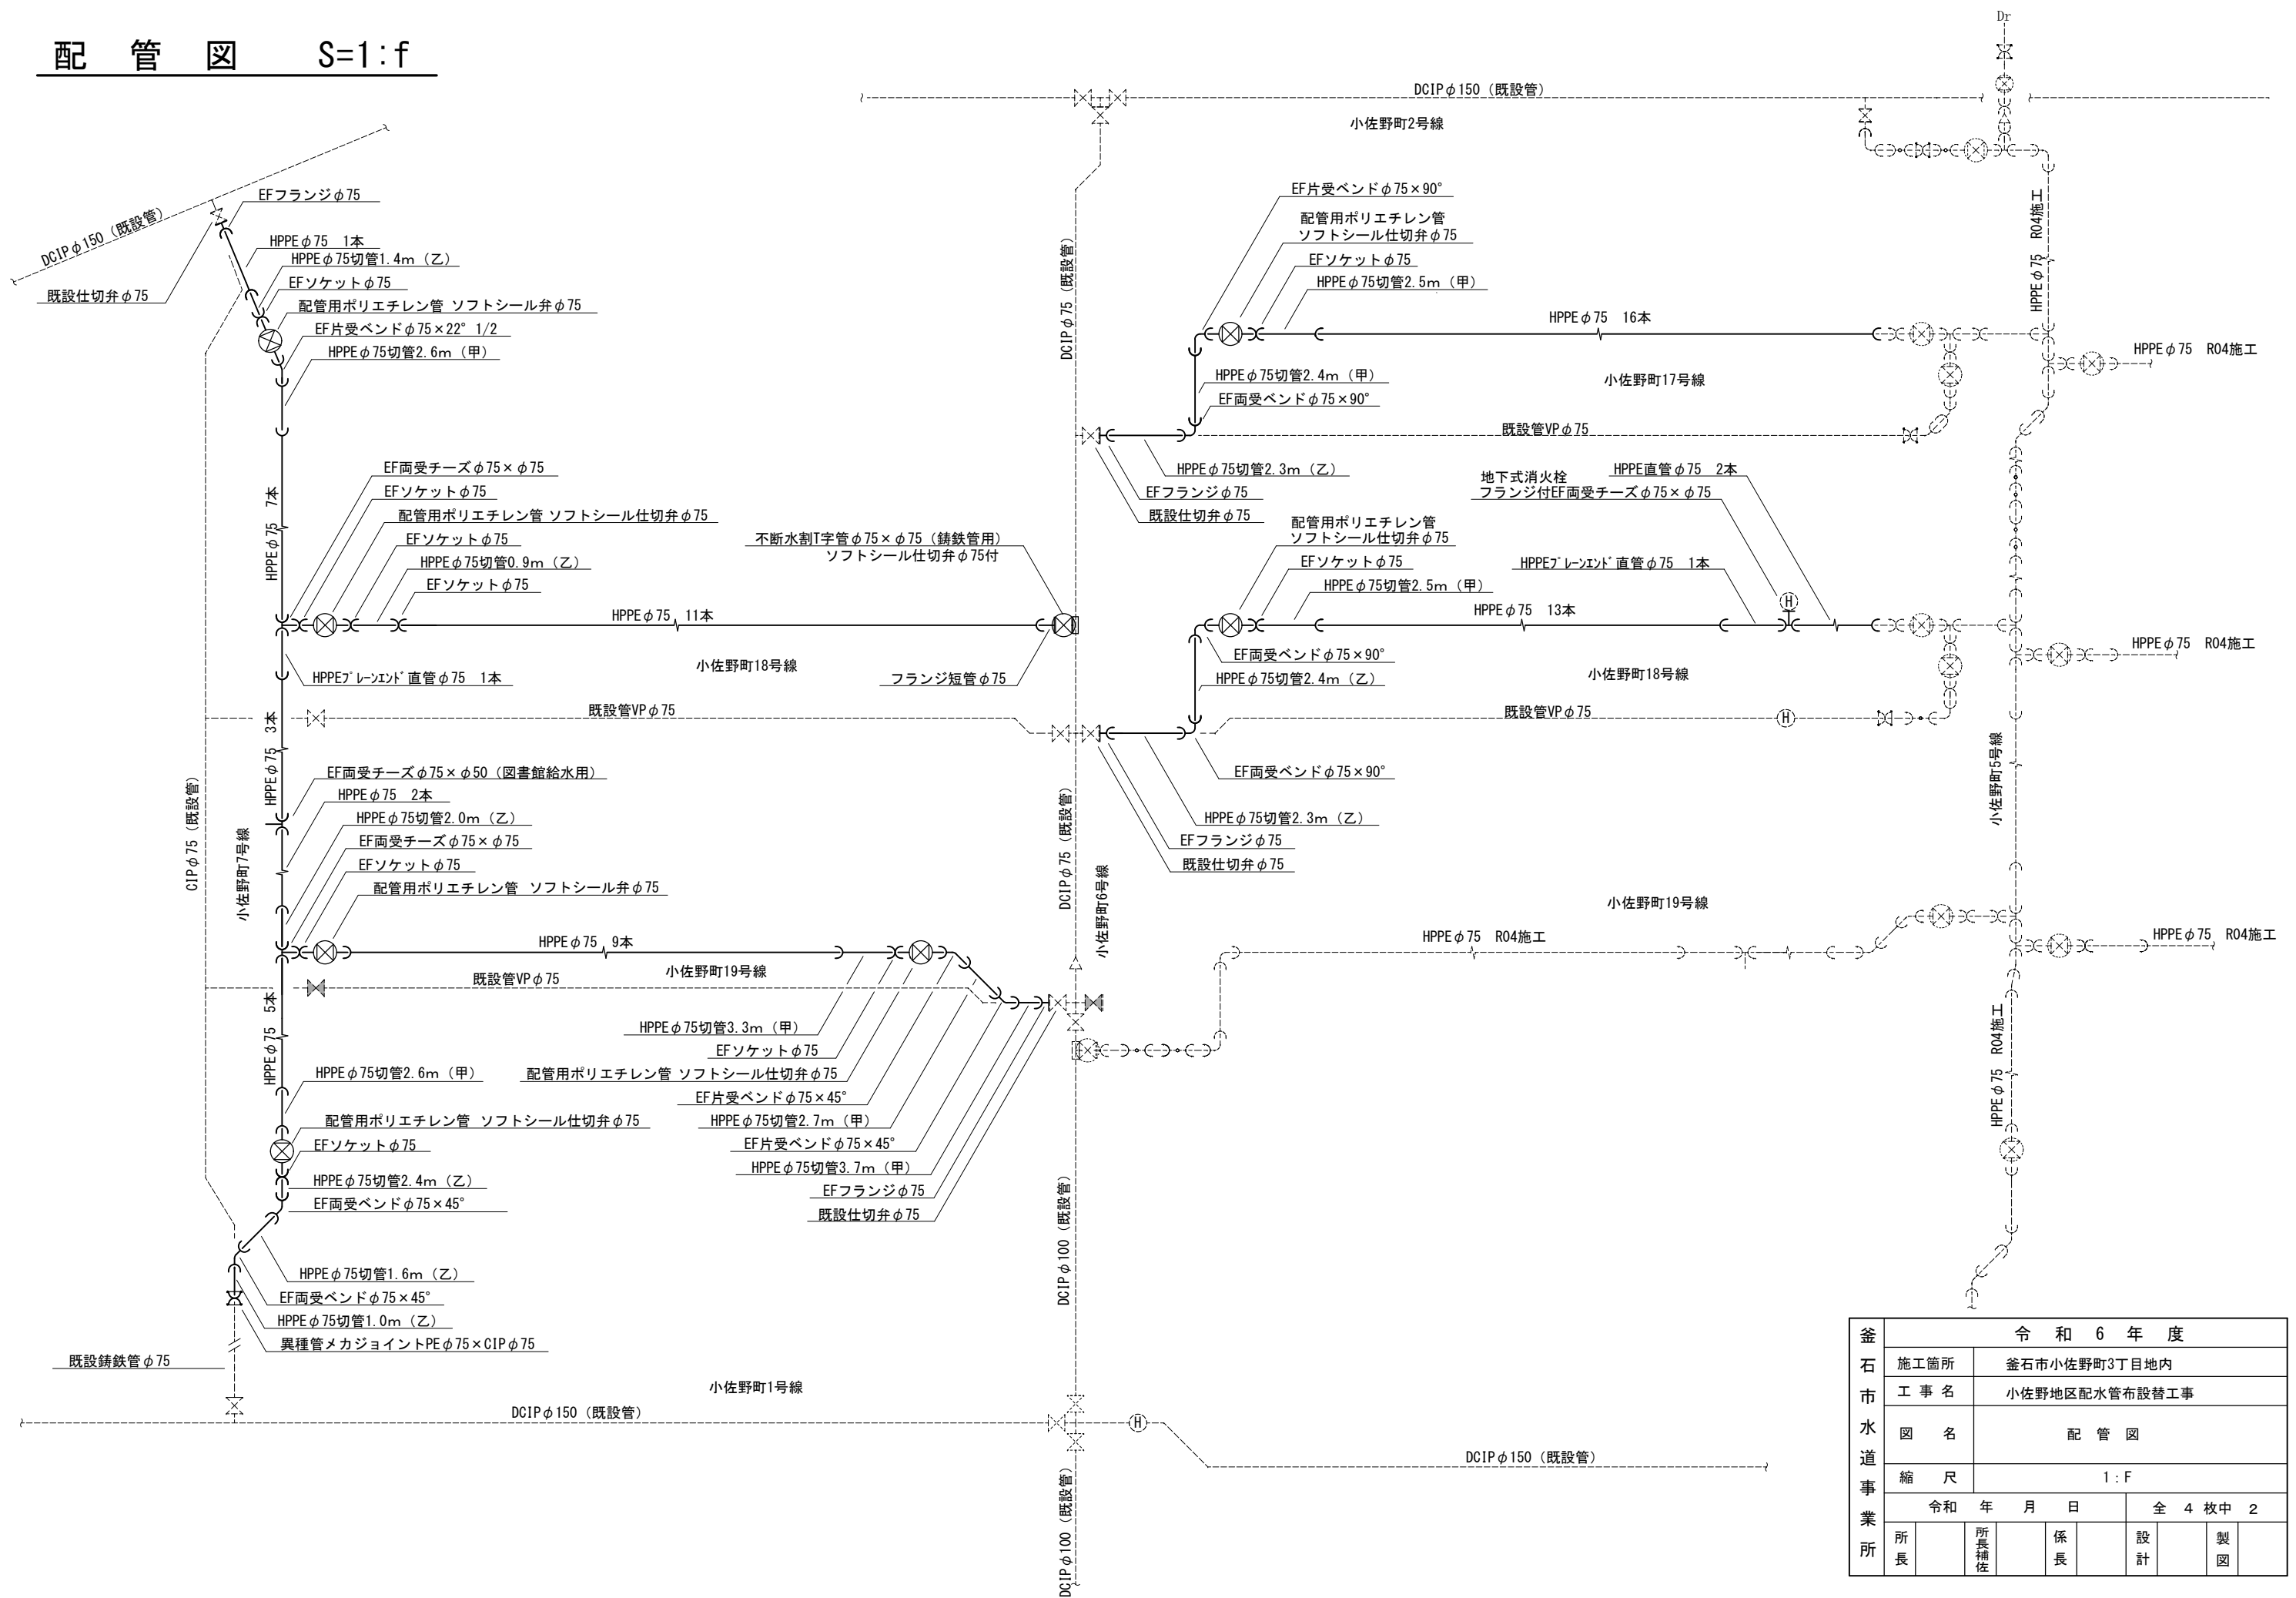 配 管 図 S=1:f
Dr
DCIPφ150（既設管）
小佐野町2号線
DCIPφ150（既設管）
EFフランジφ75
HPPEφ75 1本
HPPEφ75切管1.4m（乙）
EFソケットφ75
既設仕切弁φ75
配管用ポリエチレン管 ソフトシール弁φ75
EF片受ベンドφ75×22°1/2
HPPEφ75切管2.6m（甲）
HPPEφ75 7本
EF両受チーズφ75×φ75
EFソケットφ75
配管用ポリエチレン管 ソフトシール仕切弁φ75
EFソケットφ75
HPPEφ75切管0.9m（乙）
EFソケットφ75
不断水割T字管φ75×φ75（鋳鉄管用）
ソフトシール仕切弁φ75付
HPPEφ75 11本
小佐野町18号線
フランジ短管φ75
HPPEﾌﾟﾚｰﾝｴﾝﾄﾞ直管φ75 1本
既設管VPφ75
HPPEφ75 3本
EF両受チーズφ75×φ50（図書館給水用）
HPPEφ75 2本
HPPEφ75切管2.0m（乙）
EF両受チーズφ75×φ75
EFソケットφ75
配管用ポリエチレン管 ソフトシール弁φ75
CIPφ75（既設管）
小佐野町7号線
HPPEφ75 9本
小佐野町19号線
既設管VPφ75
HPPEφ75 5本
HPPEφ75切管3.3m（甲）
EFソケットφ75
配管用ポリエチレン管 ソフトシール仕切弁φ75
EF片受ベンドφ75×45°
HPPEφ75切管2.7m（甲）
EF片受ベンドφ75×45°
HPPEφ75切管3.7m（甲）
EFフランジφ75
既設仕切弁φ75
HPPEφ75切管2.6m（甲）
配管用ポリエチレン管 ソフトシール仕切弁φ75
EFソケットφ75
HPPEφ75切管2.4m（乙）
EF両受ベンドφ75×45°
HPPEφ75切管1.6m（乙）
EF両受ベンドφ75×45°
HPPEφ75切管1.0m（乙）
異種管メカジョイントPEφ75×CIPφ75
既設鋳鉄管φ75
小佐野町1号線
DCIPφ150（既設管）
DCIPφ75（既設管）
DCIPφ75（既設管）
小佐野町6号線
DCIPφ100（既設管）
DCIPφ100（既設管）
H
DCIPφ150（既設管）
EF片受ベンドφ75×90°
配管用ポリエチレン管
ソフトシール仕切弁φ75
EFソケットφ75
HPPEφ75切管2.5m（甲）
HPPEφ75 16本
小佐野町17号線
HPPEφ75切管2.4m（甲）
EF両受ベンドφ75×90°
既設管VPφ75
HPPEφ75切管2.3m（乙）
EFフランジφ75
既設仕切弁φ75
地下式消火栓
フランジ付EF両受チーズφ75×φ75
HPPE直管φ75 2本
配管用ポリエチレン管
ソフトシール仕切弁φ75
EFソケットφ75
HPPEφ75切管2.5m（甲）
HPPEﾌﾟﾚｰﾝｴﾝﾄﾞ直管φ75 1本
H
HPPEφ75 13本
EF両受ベンドφ75×90°
HPPEφ75切管2.4m（乙）
小佐野町18号線
既設管VPφ75
H
EF両受ベンドφ75×90°
HPPEφ75切管2.3m（乙）
EFフランジφ75
既設仕切弁φ75
小佐野町19号線
HPPEφ75 R04施工
HPPEφ75 R04施工
HPPEφ75 R04施工
HPPEφ75 R04施工
小佐野町5号線
HPPEφ75 R04施工
HPPEφ75 R04施工
釜石市水道事業所
令 和 6 年 度
施工箇所 釜石市小佐野町3丁目地内
工 事 名 小佐野地区配水管布設替工事
図 名 配 管 図
縮 尺 1:F
令和 年 月 日 全 4 枚中 2
所長 所長補佐 係長 設計 製図